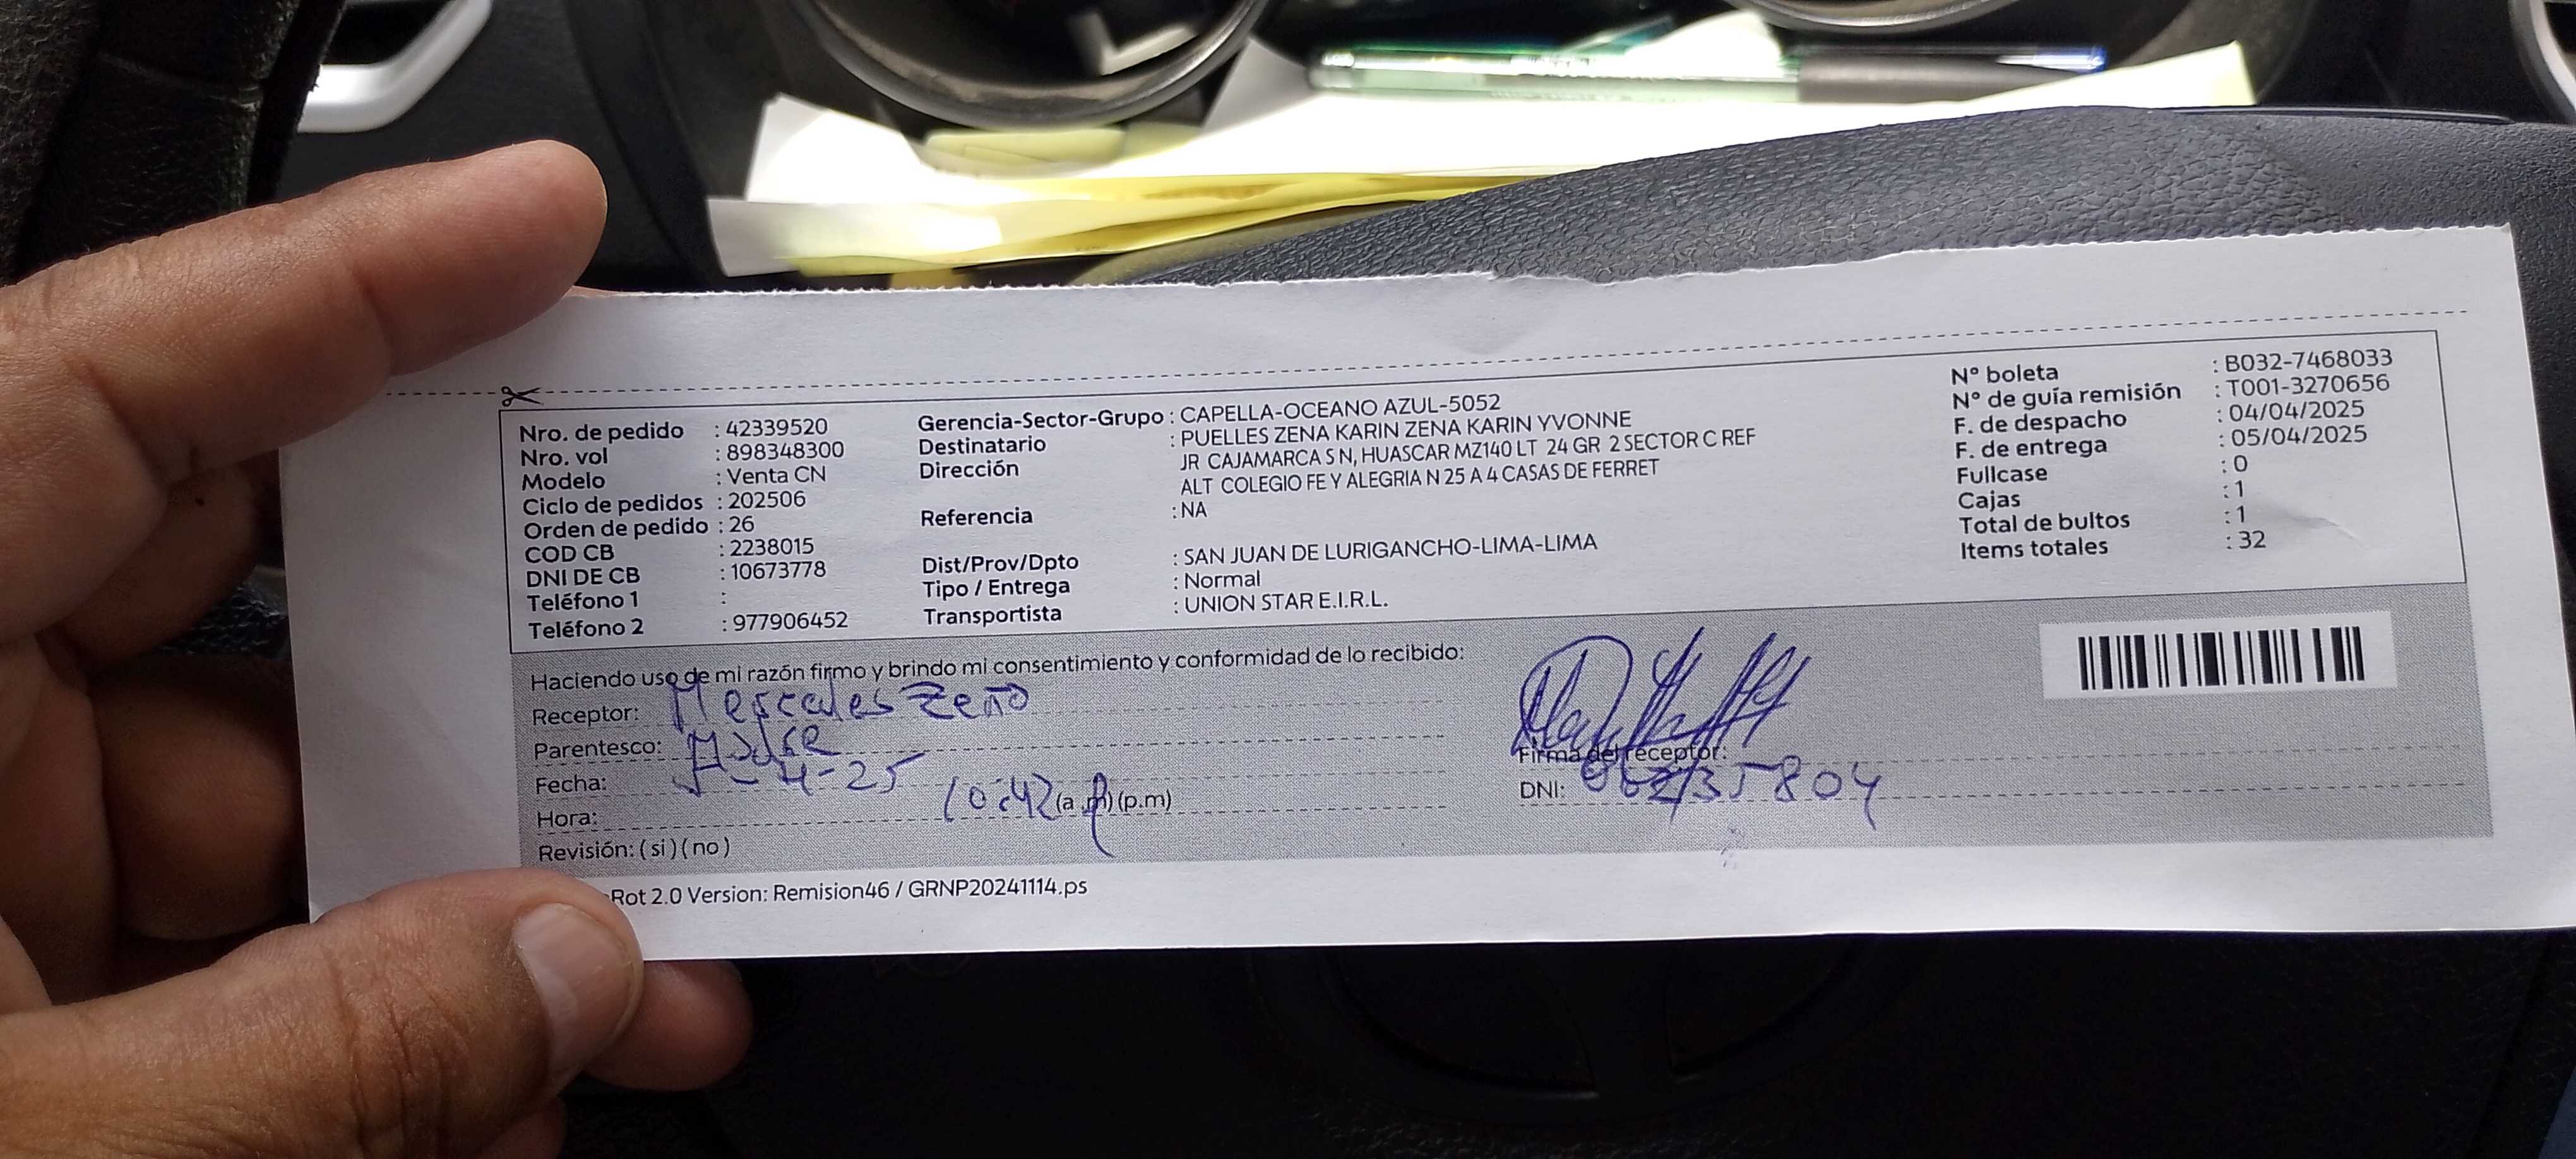 Nro. de pedido : 42339520
Nro. vol : 898348300
Modelo : Venta CN
Ciclo de pedidos : 202506
Orden de pedido : 26
COD CB : 2238015
DNI DE CB : 10673778
Teléfono 1 :
Teléfono 2 : 977906452
Gerencia-Sector-Grupo : CAPELLA-OCEANO AZUL-5052
Destinatario : PUELLES ZENA KARIN ZENA KARIN YVONNE
Dirección JR CAJAMARCA S N, HUASCAR MZ140 LT 24 GR 2 SECTOR C REF
ALT COLEGIO FE Y ALEGRIA N 25 A 4 CASAS DE FERRET
Referencia : NA
Dist/Prov/Dpto : SAN JUAN DE LURIGANCHO-LIMA-LIMA
Tipo / Entrega : Normal
Transportista : UNION STAR E.I.R.L.
N° boleta : B032-7468033
N° de guía remisión : T001-3270656
F. de despacho : 04/04/2025
F. de entrega : 05/04/2025
Fullcase : 0
Cajas : 1
Total de bultos : 1
Items totales : 32
Haciendo uso de mi razón firmo y brindo mi consentimiento y conformidad de lo recibido:
Receptor:
Parentesco: Madre
Fecha: 5-4-25
Hora: 10:42 (a.m) (p.m)
Revisión: ( si ) ( no )
Firma del receptor:
DNI:
Rot 2.0 Version: Remision46 / GRNP20241114.ps